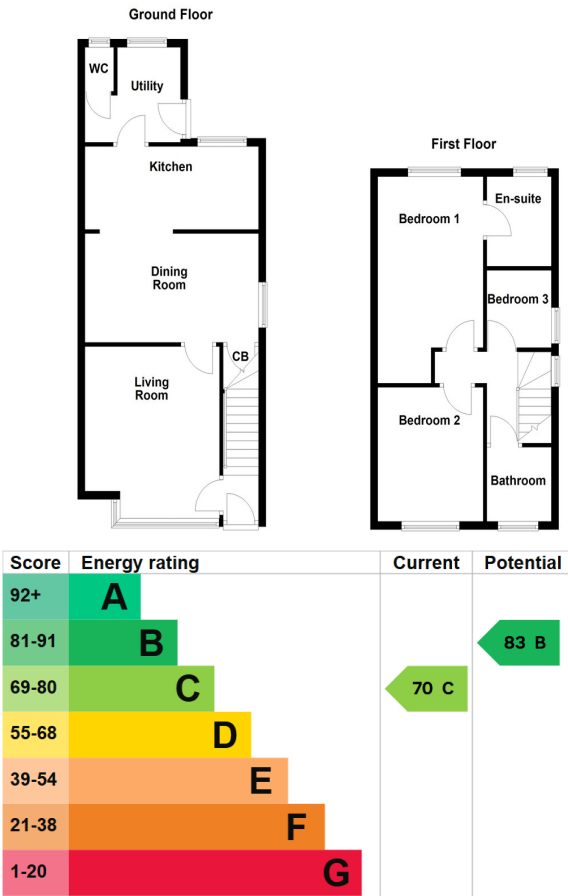 Ground Floor
WC
Utility
Kitchen
Dining
Room
CB
Living
Room
First Floor
En-suite
Bedroom 1
Bedroom 3
Bedroom 2
Bathroom
Score Energy rating Current Potential
92+ A
81-91 B 83 B
69-80 C 70 C
55-68 D
39-54 E
21-38 F
1-20 G